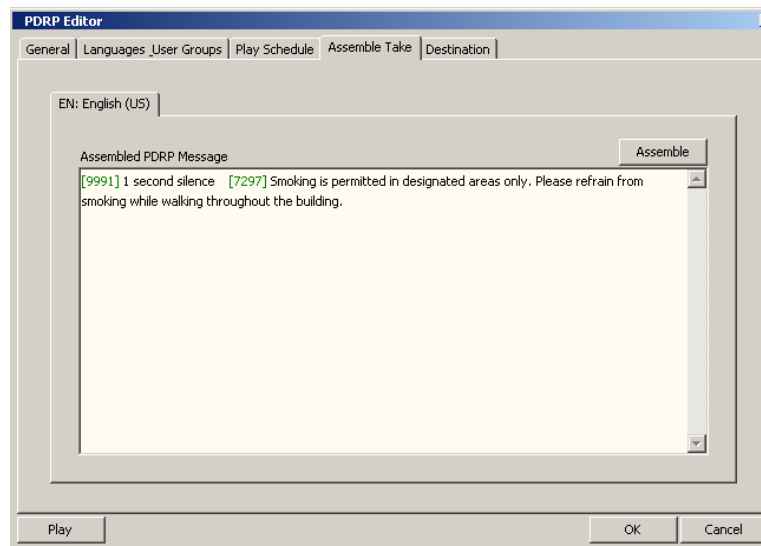 PDRP Editor
General Languages _User Groups Play Schedule Assemble Take Destination
EN: English (US)
Assembled PDRP Message Assemble
[9991] 1 second silence [7297] Smoking is permitted in designated areas only. Please refrain from
smoking while walking throughout the building.
Play OK Cancel